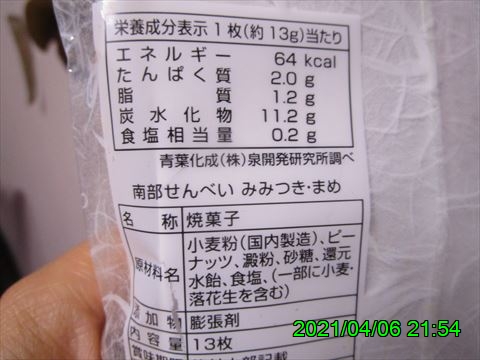 栄養成分表示1枚(約13g)当たり
エネルギー 64 kcal
たんぱく質 2.0 g
脂質 1.2 g
炭水化物 11.2 g
食塩相当量 0.2 g
青葉化成(株)泉開発研究所調べ
南部せんべい みみつき・まめ
名称 焼菓子
原材料名 小麦粉(国内製造)、ピー
ナッツ、澱粉、砂糖、還元
水飴、食塩、(一部に小麦・
落花生を含む)
添加物 膨張剤
内容量 13枚
2021/04/06 21:54